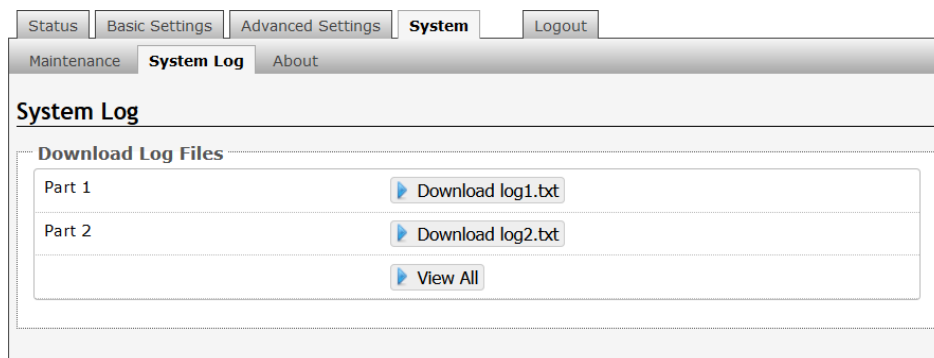 Status Basic Settings Advanced Settings System Logout
Maintenance System Log About
System Log
Download Log Files
Part 1 Download log1.txt
Part 2 Download log2.txt
View All